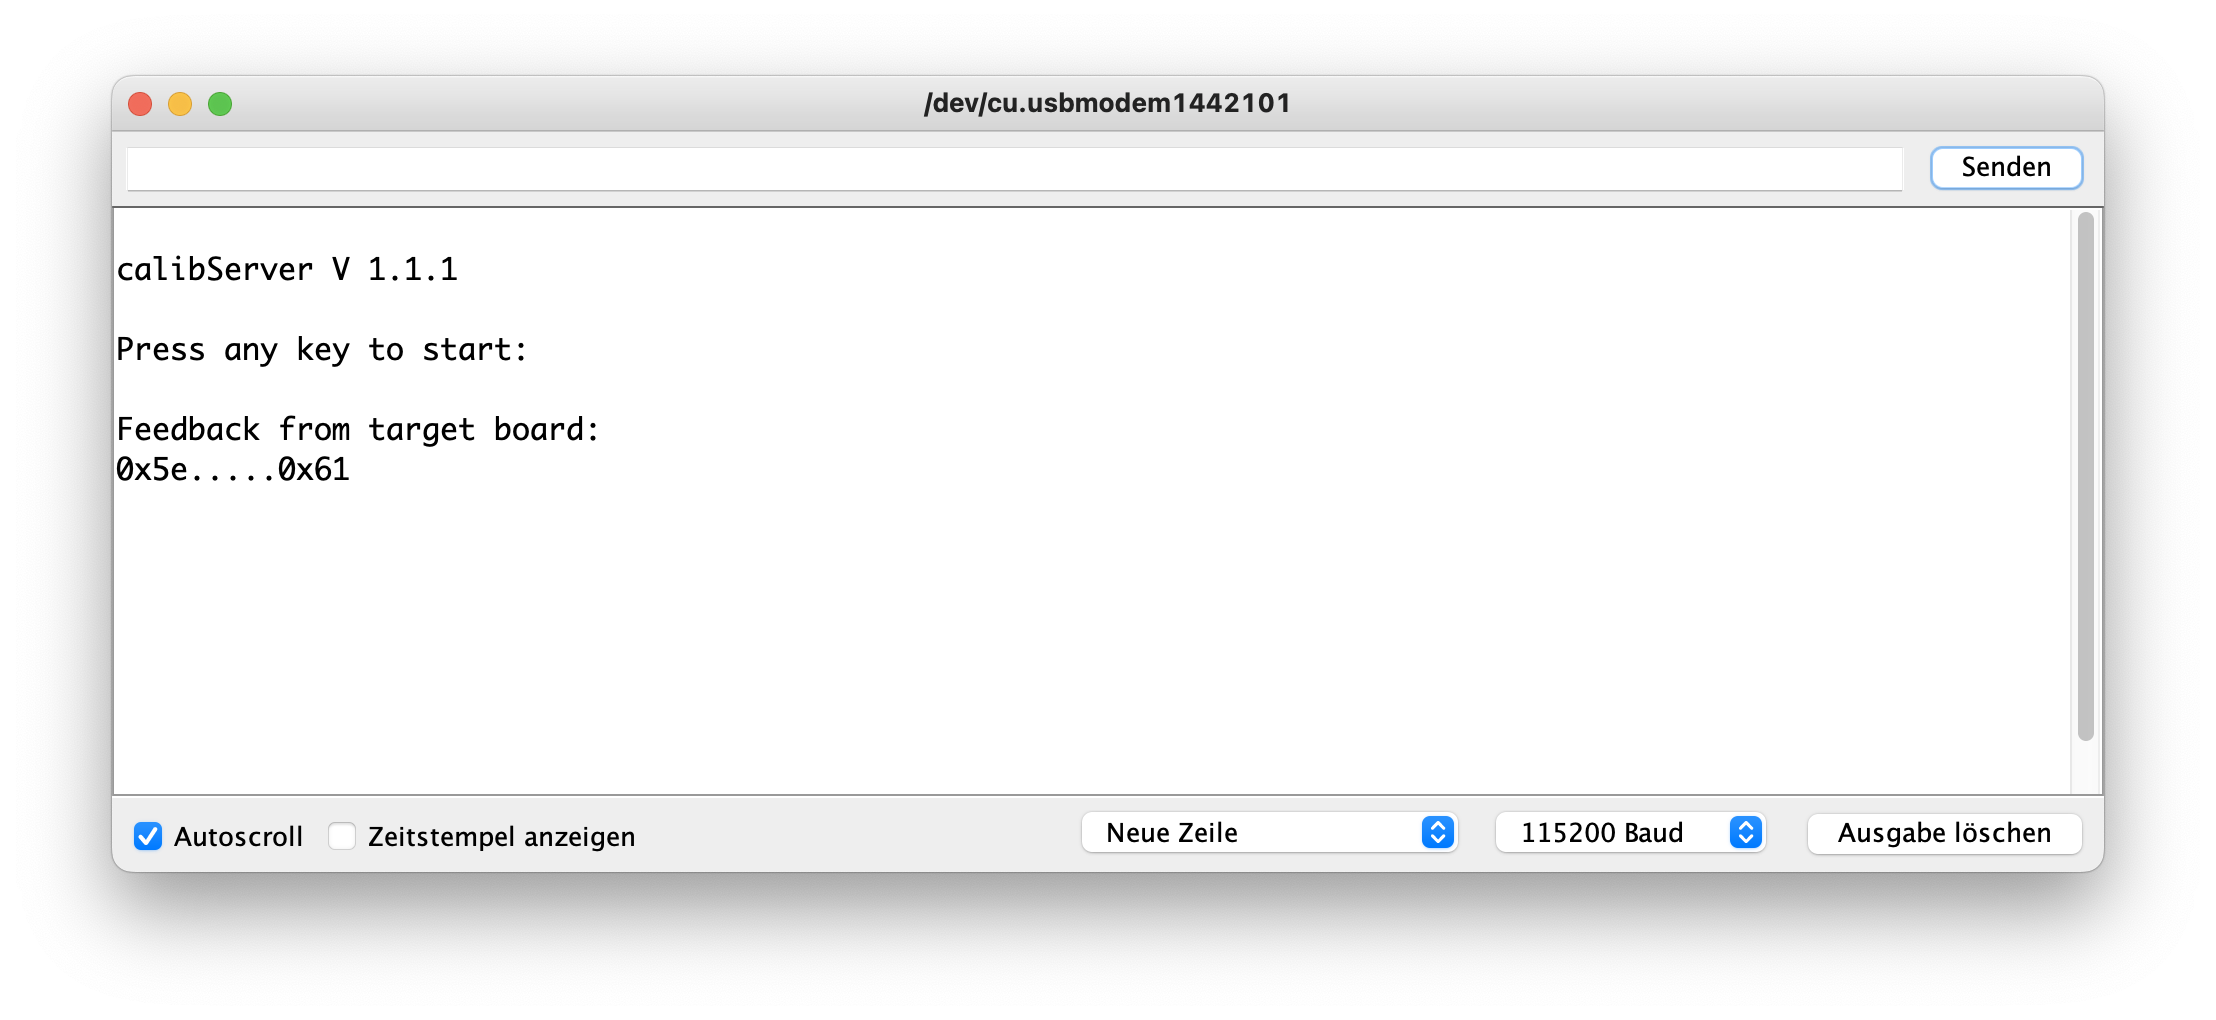 /dev/cu.usbmodem1442101
Senden
calibServer V 1.1.1
Press any key to start:
Feedback from target board:
0x5e.....0x61
Autoscroll
Zeitstempel anzeigen
Neue Zeile
115200 Baud
Ausgabe löschen